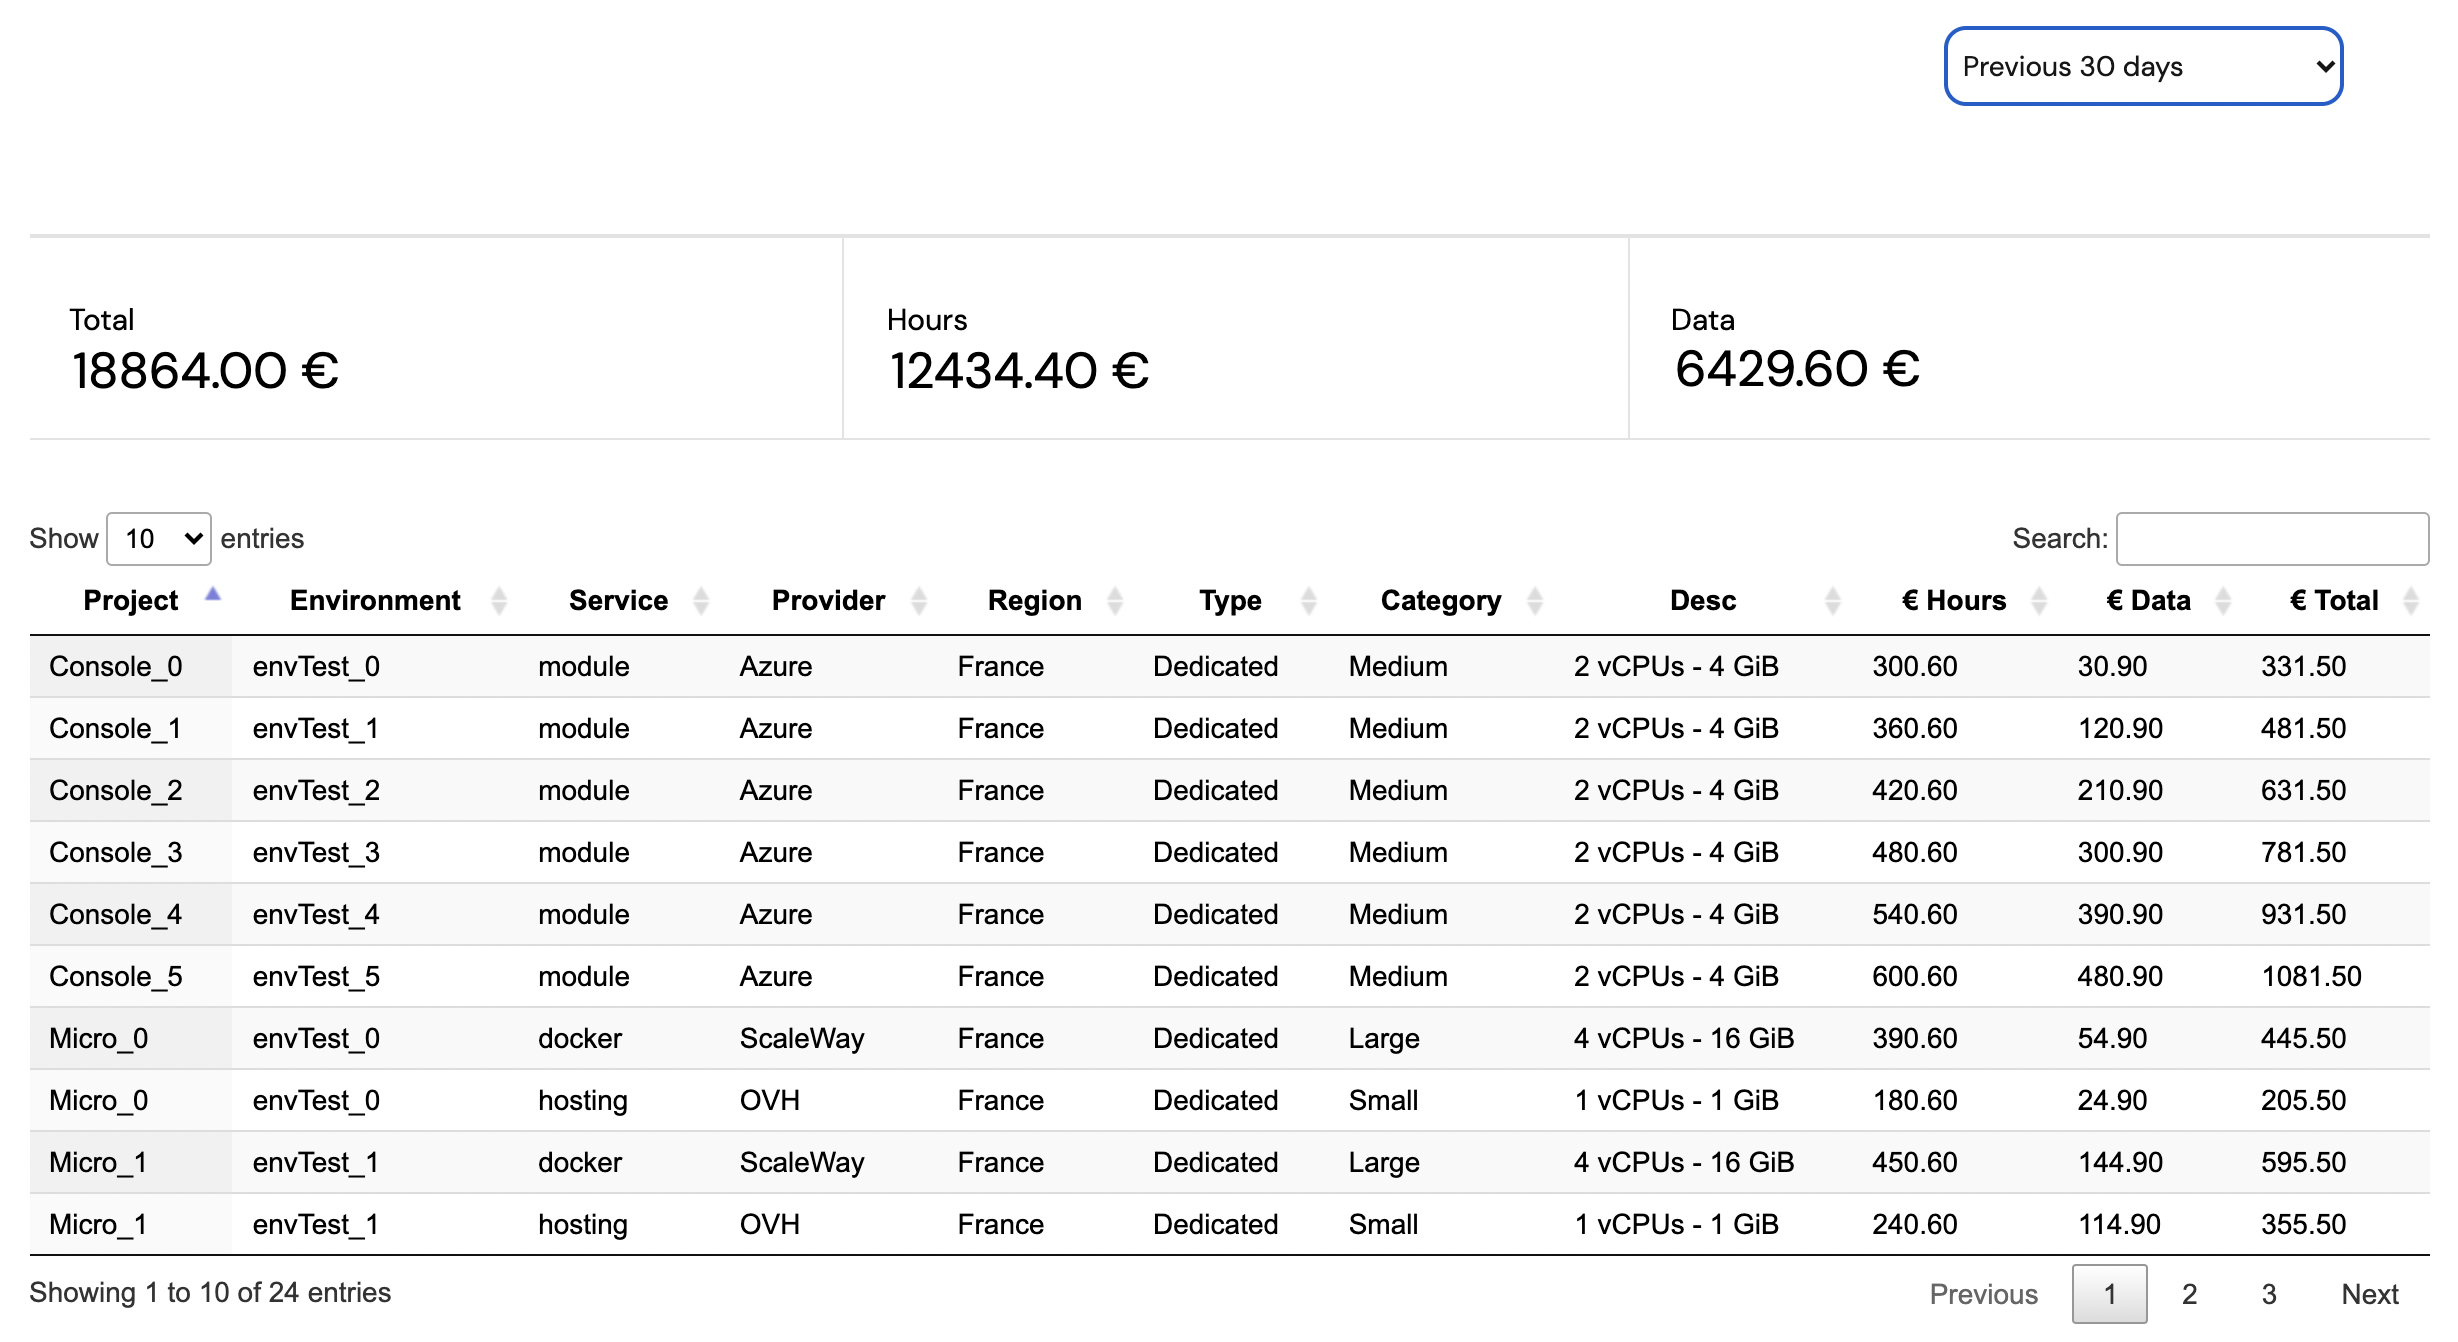 Previous 30 days
Total Hours Data
18864.00 € 12434.40 € 6429.60 €
Show 10 entries Search:
Project Environment Service Provider Region Type Category Desc € Hours € Data € Total
Console_0 envTest_0 module Azure France Dedicated Medium 2 vCPUs - 4 GiB 300.60 30.90 331.50
Console_1 envTest_1 module Azure France Dedicated Medium 2 vCPUs - 4 GiB 360.60 120.90 481.50
Console_2 envTest_2 module Azure France Dedicated Medium 2 vCPUs - 4 GiB 420.60 210.90 631.50
Console_3 envTest_3 module Azure France Dedicated Medium 2 vCPUs - 4 GiB 480.60 300.90 781.50
Console_4 envTest_4 module Azure France Dedicated Medium 2 vCPUs - 4 GiB 540.60 390.90 931.50
Console_5 envTest_5 module Azure France Dedicated Medium 2 vCPUs - 4 GiB 600.60 480.90 1081.50
Micro_0 envTest_0 docker ScaleWay France Dedicated Large 4 vCPUs - 16 GiB 390.60 54.90 445.50
Micro_0 envTest_0 hosting OVH France Dedicated Small 1 vCPUs - 1 GiB 180.60 24.90 205.50
Micro_1 envTest_1 docker ScaleWay France Dedicated Large 4 vCPUs - 16 GiB 450.60 144.90 595.50
Micro_1 envTest_1 hosting OVH France Dedicated Small 1 vCPUs - 1 GiB 240.60 114.90 355.50
Showing 1 to 10 of 24 entries Previous 1 2 3 Next